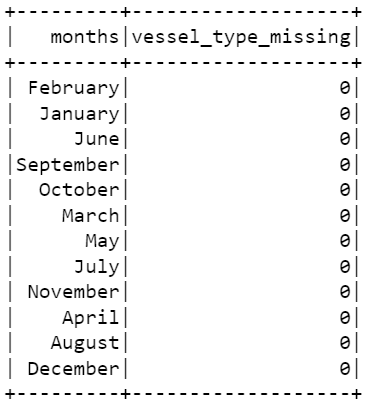 +---------+-------------------+
|   months|vessel_type_missing|
+---------+-------------------+
| February|                  0|
|  January|                  0|
|     June|                  0|
|September|                  0|
|  October|                  0|
|    March|                  0|
|      May|                  0|
|     July|                  0|
| November|                  0|
|    April|                  0|
|   August|                  0|
| December|                  0|
+---------+-------------------+